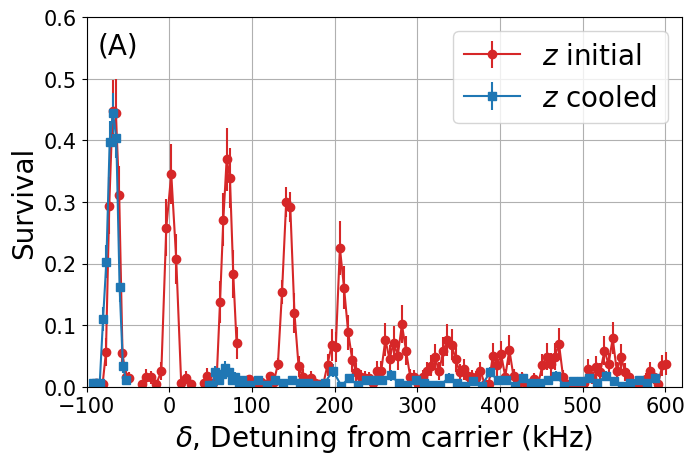 (A)
z initial
z cooled
Survival
0.6
0.5
0.4
0.3
0.2
0.1
0.0
−100 0 100 200 300 400 500 600
δ, Detuning from carrier (kHz)